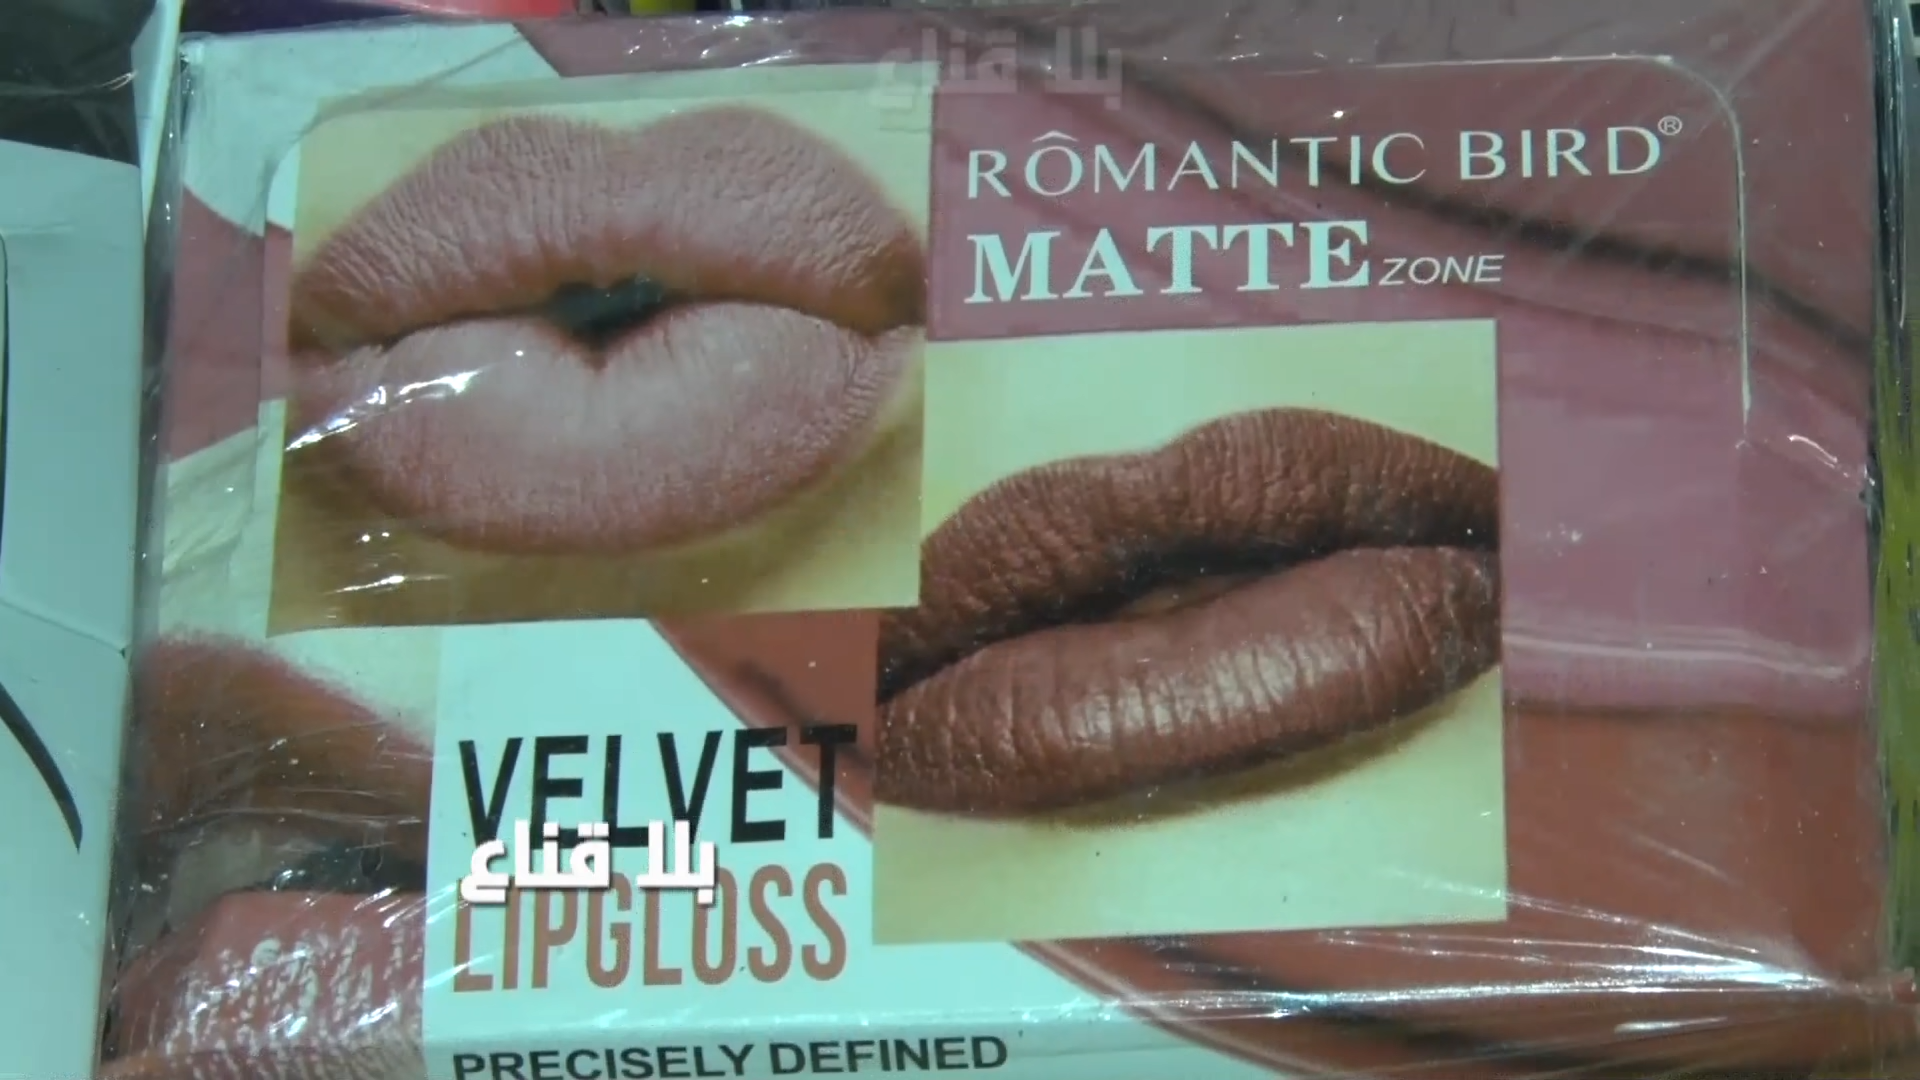 بلا قناع
RÔMANTIC BIRD®
MATTE ZONE
VELVET
بلا قناع
LIPGLOSS
PRECISELY DEFINED